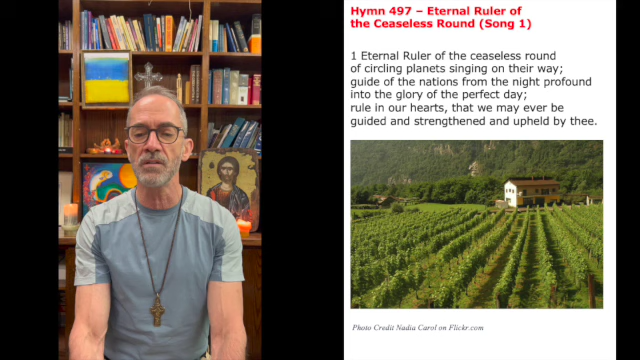 Hymn 497 – Eternal Ruler of
the Ceaseless Round (Song 1)
1 Eternal Ruler of the ceaseless round
of circling planets singing on their way;
guide of the nations from the night profound
into the glory of the perfect day;
rule in our hearts, that we may ever be
guided and strengthened and upheld by thee.
Photo Credit Nadia Carol on Flickr.com